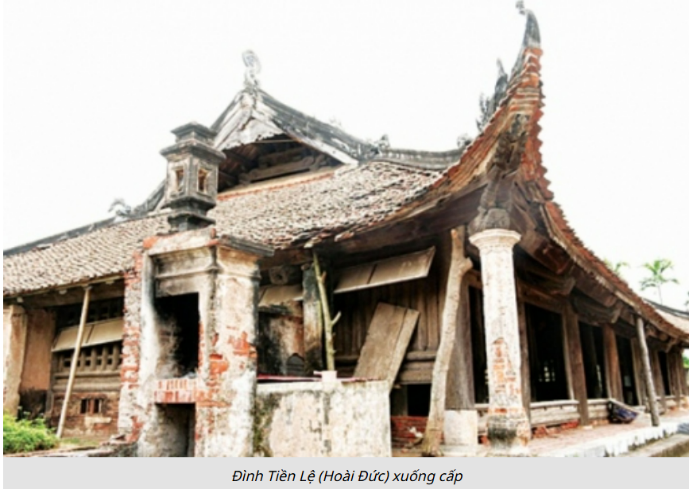 Đình Tiền Lệ (Hoài Đức) xuống cấp